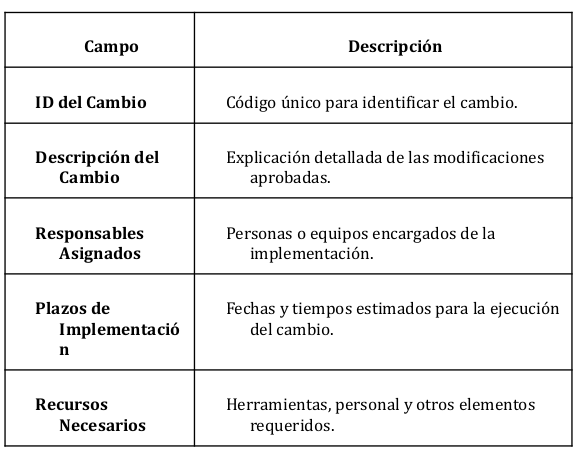 Campo Descripción
ID del Cambio Código único para identificar el cambio.
Descripción del Explicación detallada de las modificaciones
Cambio aprobadas.
Responsables Personas o equipos encargados de la
Asignados implementación.
Plazos de Fechas y tiempos estimados para la ejecución
Implementació del cambio.
n
Recursos Herramientas, personal y otros elementos
Necesarios requeridos.